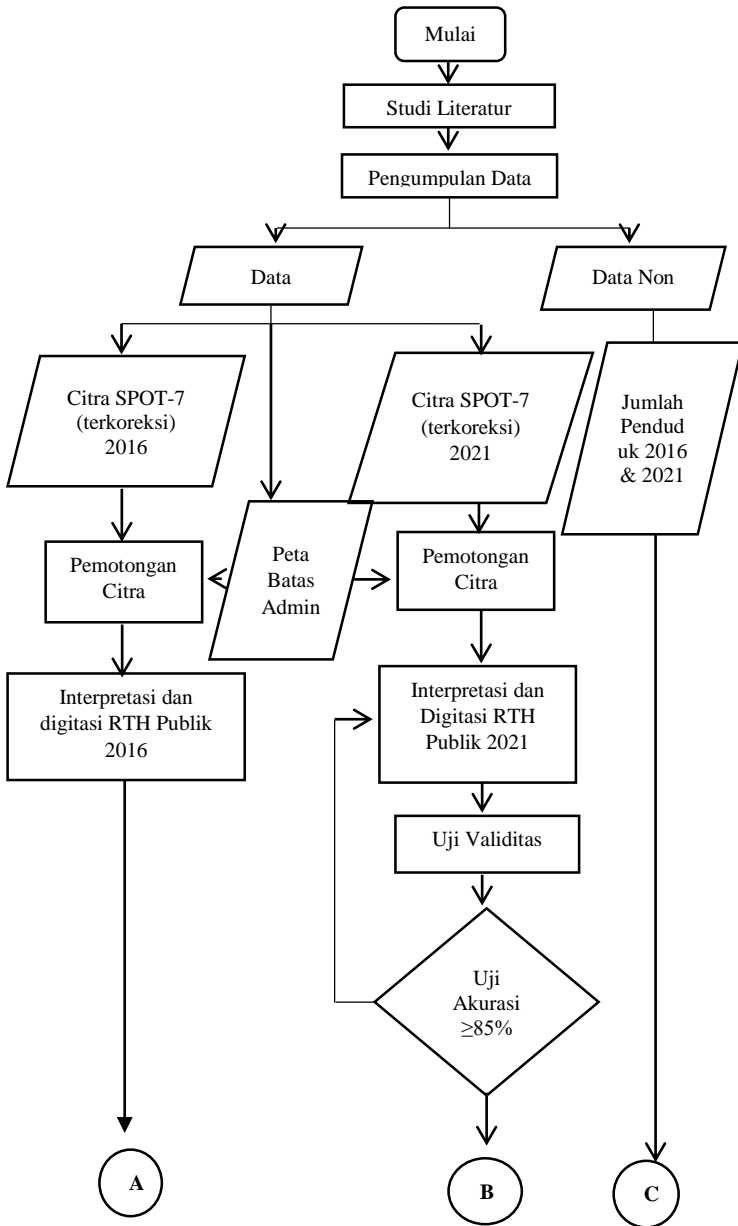 Mulai
Studi Literatur
Pengumpulan Data
Data
Data Non
Citra SPOT-7
(terkoreksi)
2016
Citra SPOT-7
(terkoreksi)
2021
Jumlah
Pendud
uk 2016
& 2021
Pemotongan
Citra
Peta
Batas
Admin
Pemotongan
Citra
Interpretasi dan
digitasi RTH Publik
2016
Interpretasi dan
Digitasi RTH
Publik 2021
Uji Validitas
Uji
Akurasi
≥85%
A
B
C